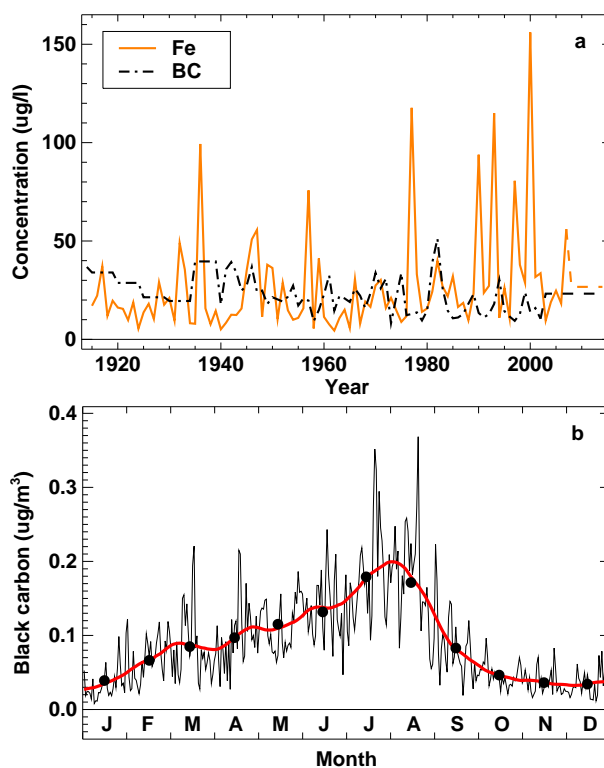 a
Fe
BC
Concentration (ug/l)
150
100
50
0
1920 1940 1960 1980 2000
Year
b
Black carbon (ug/m³)
0.4
0.3
0.2
0.1
0.0
J F M A M J J A S O N D
Month